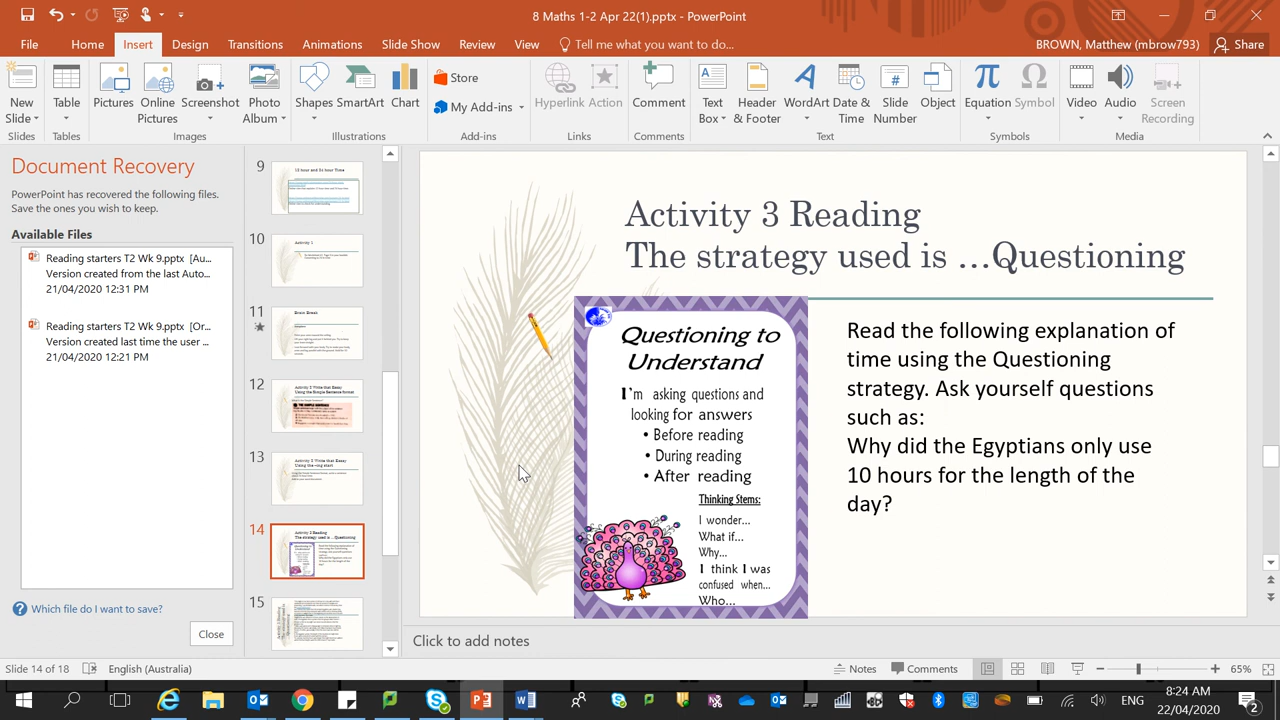 8 Maths 1-2 Apr 22(1).pptx - PowerPoint
File Home Insert Design Transitions Animations Slide Show Review View Tell me what you want to do... BROWN, Matthew (mbrow793) Share
New Slide
Table
Pictures
Online Pictures
Screenshot
Photo Album
Shapes
SmartArt
Chart
Store
My Add-ins
Hyperlink
Action
Comment
Text Box
Header & Footer
WordArt
Date & Time
Slide Number
Object
Equation
Symbol
Video
Audio
Screen Recording
Slides Tables Images Illustrations Add-ins Links Comments Text Symbols Media
Document Recovery
Save the ones you wish to keep.
Available Files
Reading starters T2 Wk 9.pptx [Au...
Version created from the last Auto...
21/04/2020 12:31 PM
Reading starters T2 Wk 9.pptx [Or...
Version created last time the user ...
21/04/2020 12:21 PM
Which file do I want to save?
Close
9
12 hour and 24 hour Time
10
Activity 1
11
Brain Break
12
13
14
15
Activity 3 Reading
The strategy used is ...Questioning
Questioning to
Understand
I'm asking questions and
looking for answers
• Before reading
• During reading
• After reading
Thinking Stems:
I wonder...
What if...
Why...
I think I was
confused when...
Who...
Read the following explanation of
time using the Questioning
strategy. Ask yourself questions
such as:
Why did the Egyptians only use
10 hours for the length of the
day?
Click to add notes
Slide 14 of 18 English (Australia) Notes Comments 65%
ENG
8:24 AM
22/04/2020
2